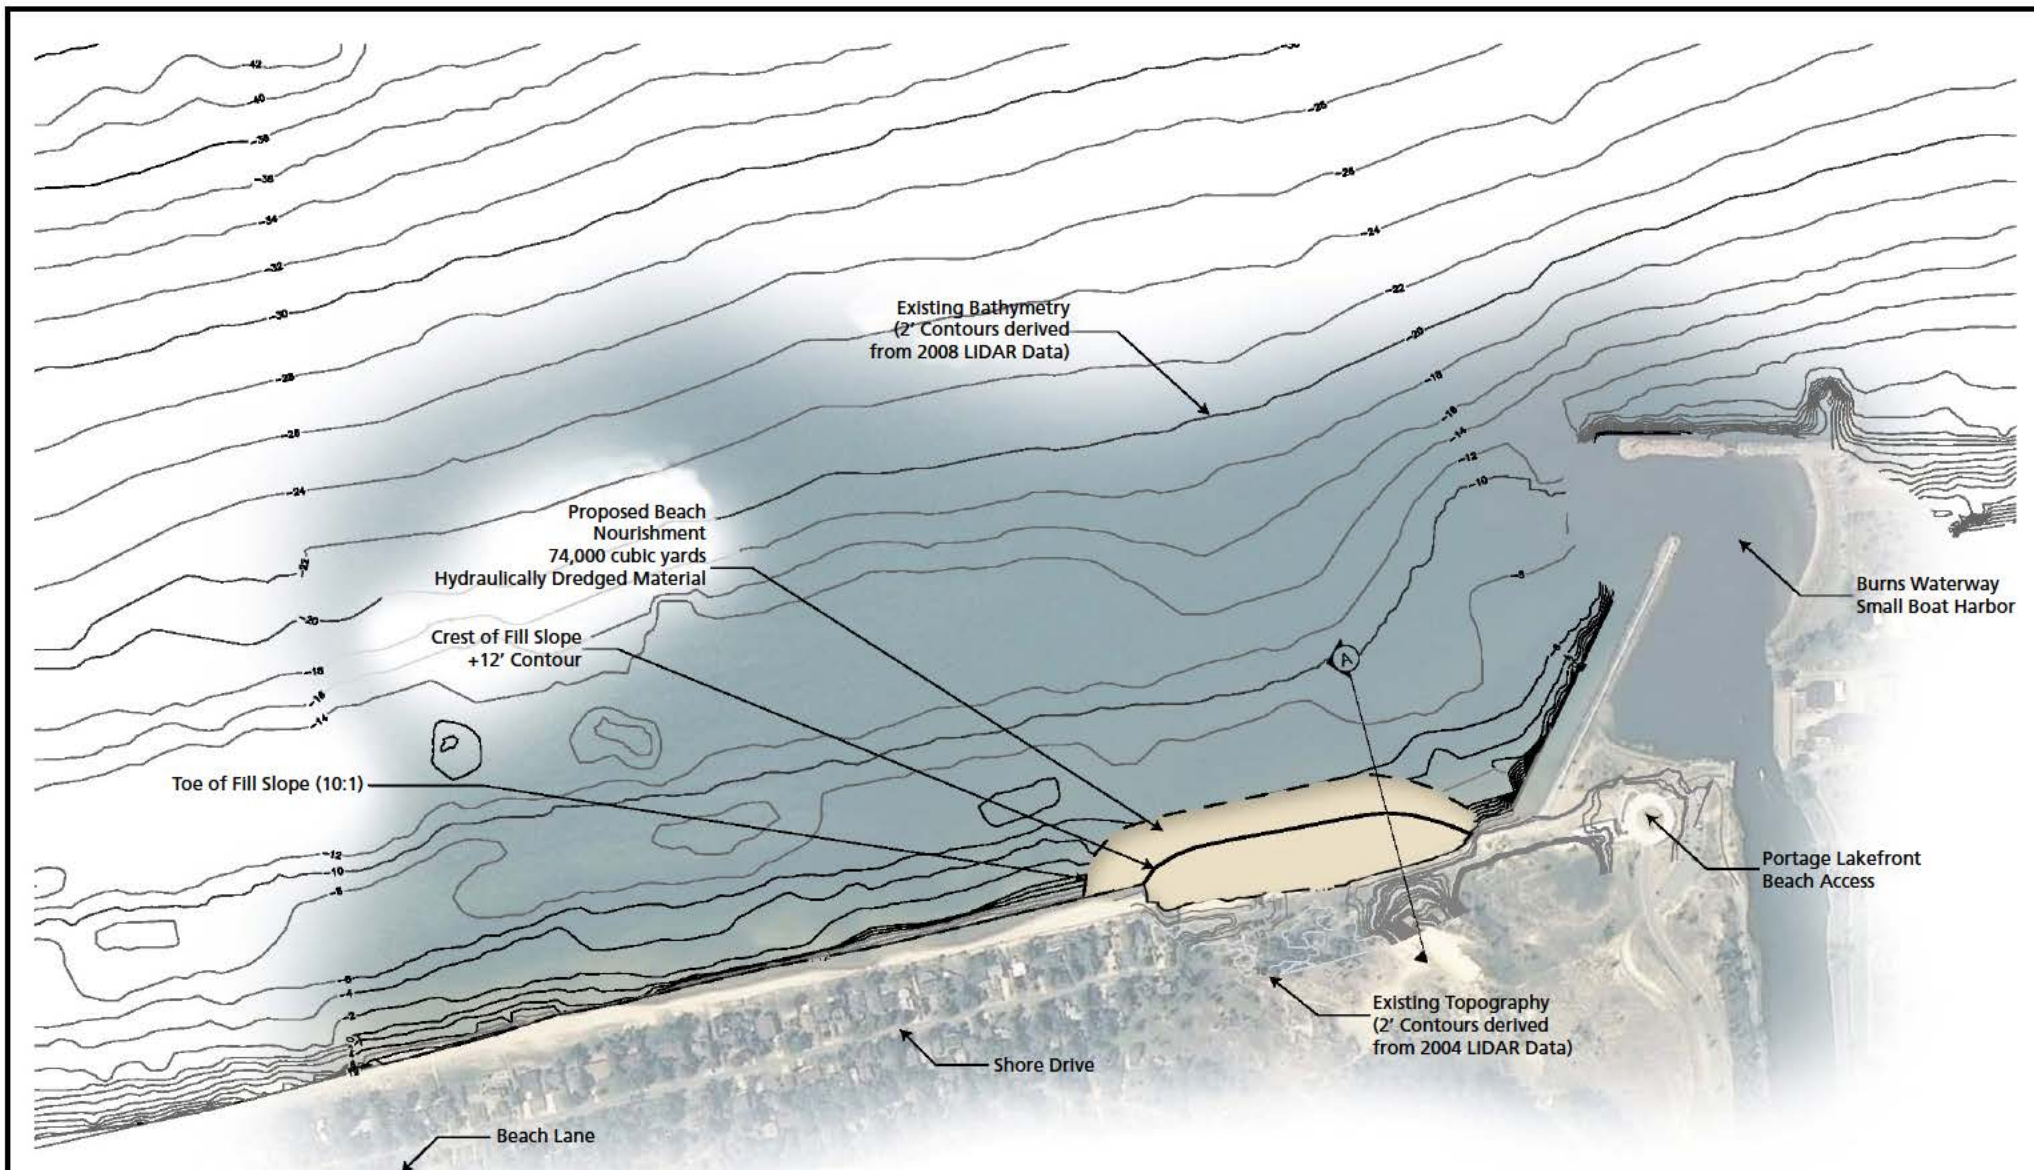 -42
-40
-38
-36
-34
-32
-30
-28
-26
-24
-22
-20
-18
-16
-14
-12
-10
-8
-6
-4
-2
0
-28
-26
-24
-22
-20
-18
-16
-14
-12
-10
-8
Existing Bathymetry
(2' Contours derived
from 2008 LIDAR Data)
Proposed Beach
Nourishment
74,000 cubic yards
Hydraulically Dredged Material
Crest of Fill Slope
+12' Contour
Toe of Fill Slope (10:1)
A
Burns Waterway
Small Boat Harbor
Portage Lakefront
Beach Access
Existing Topography
(2' Contours derived
from 2004 LIDAR Data)
Shore Drive
Beach Lane